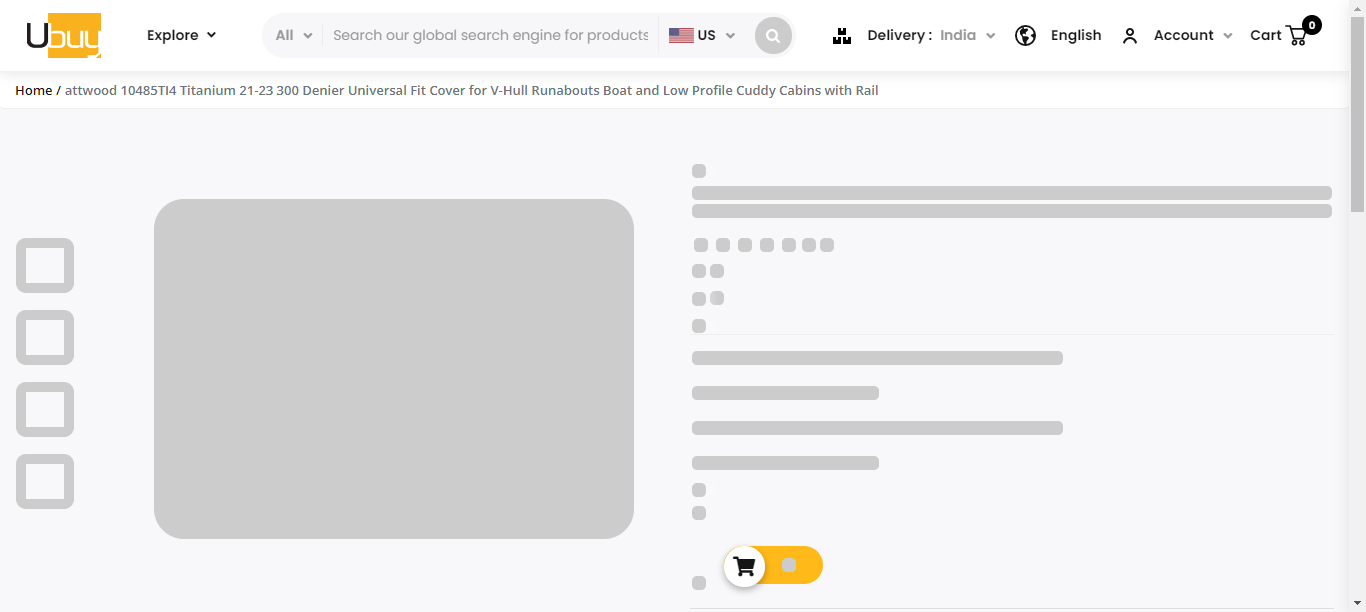 Ubuy Explore All Search our global search engine for products US Delivery : India English Account Cart 0
Home / attwood 10485TI4 Titanium 21-23 300 Denier Universal Fit Cover for V-Hull Runabouts Boat and Low Profile Cuddy Cabins with Rail